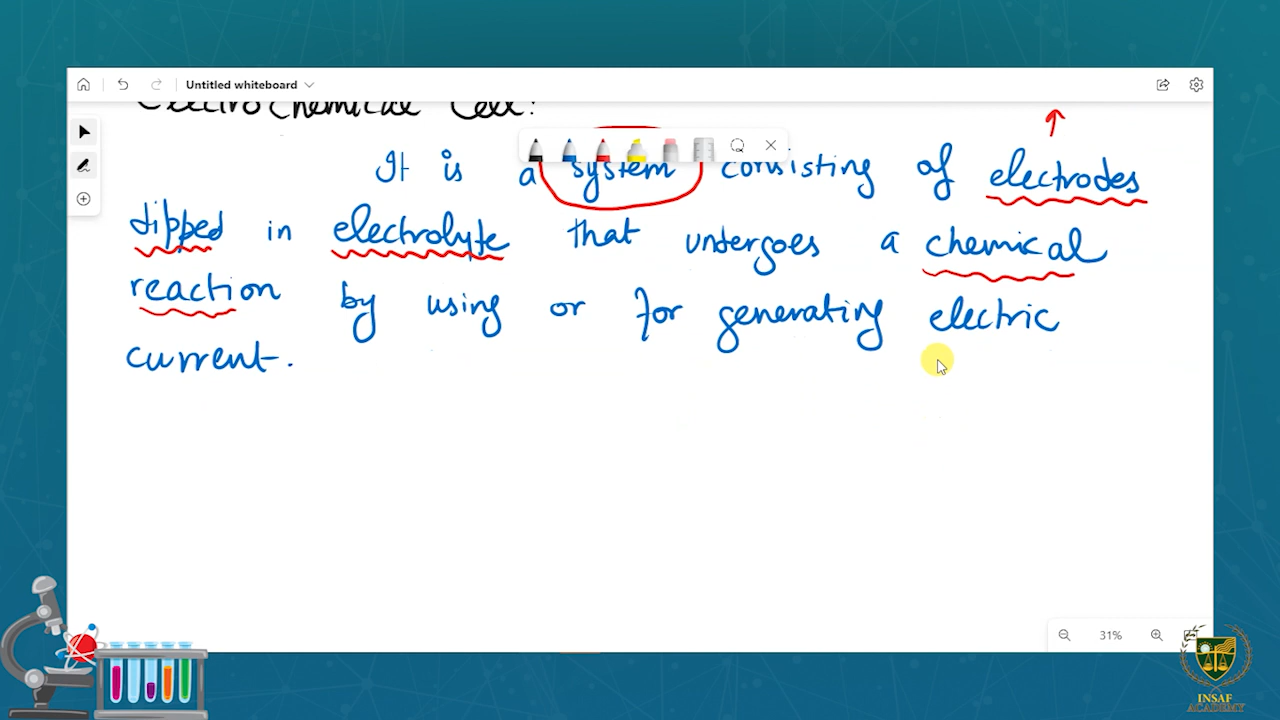 Untitled whiteboard
Electrochemical Cell:
It is a system consisting of electrodes
dipped in electrolyte that undergoes a chemical
reaction by using or for generating electric
current.
31%
INSAF
ACADEMY